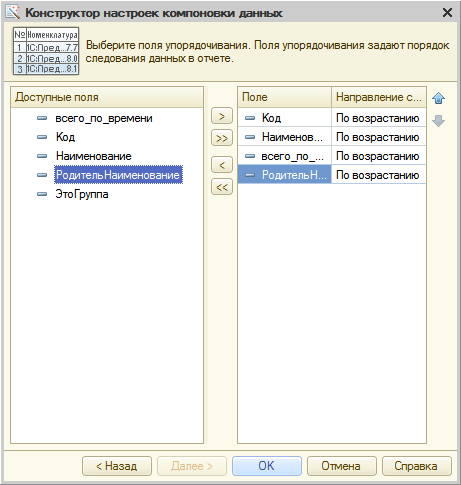 Конструктор настроек компоновки данных
№ Номенклатура
1 1С:Пред...7.7
2 1С:Пред...8.0
3 1С:Пред...8.1
Выберите поля упорядочивания. Поля упорядочивания задают порядок
следования данных в отчете.
Доступные поля
всего_по_времени
Код
Наименование
РодительНаименование
ЭтоГруппа
>
>>
<
<<
Поле Направление с...
Код По возрастанию
Наименов... По возрастанию
всего_по_... По возрастанию
РодительН... По возрастанию
< Назад
Далее >
ОК
Отмена
Справка